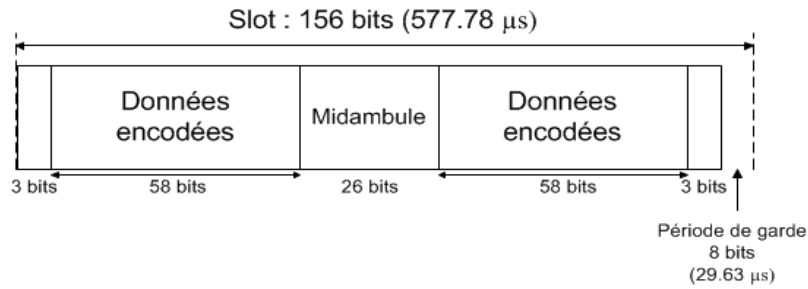 Slot : 156 bits (577.78 µs)
Données
encodées
Midambule
Données
encodées
3 bits
58 bits
26 bits
58 bits
3 bits
Période de garde
8 bits
(29.63 µs)